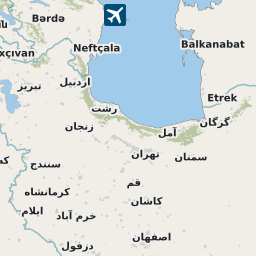 Bərdə
ևն
Neftçala
Balkanabat
xçıvan
تبریز
اردبیل
Etrek
رشت
گرگان
زنجان
آمل
تهران
سمنان
سنندج
کرمانشاه
قم
کاشان
ایلام
خرم آباد
اصفهان
دزفول